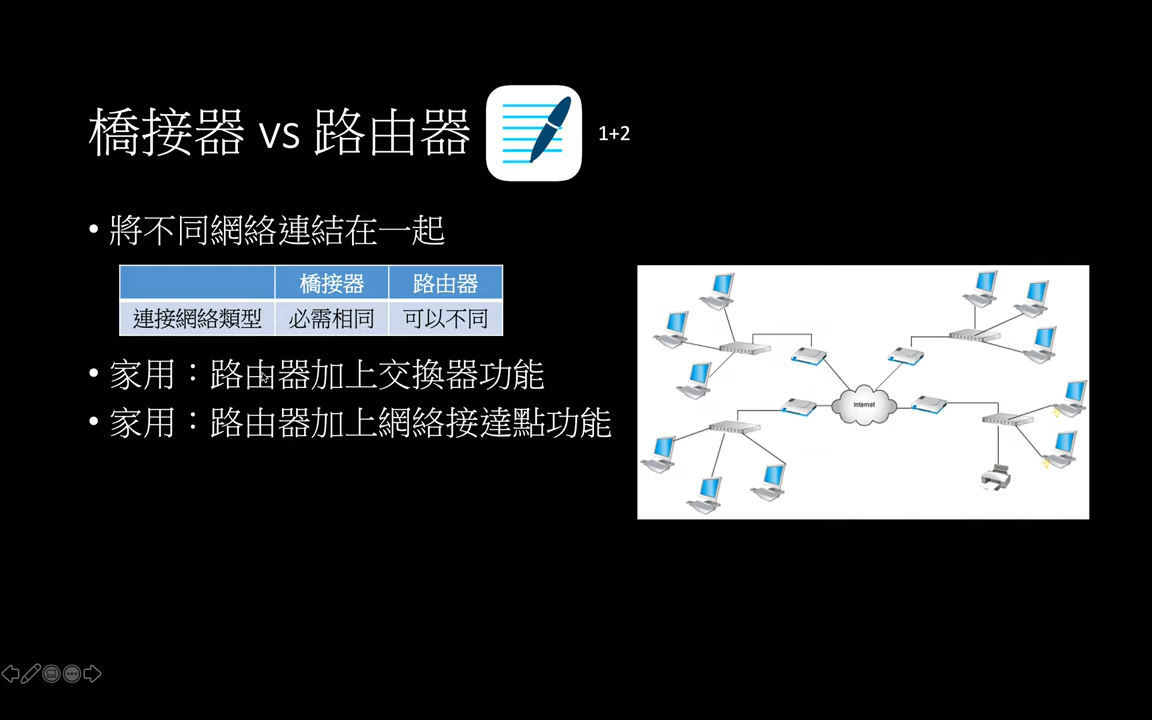 橋接器 vs 路由器 1+2
• 將不同網絡連結在一起
橋接器 路由器
連接網絡類型 必需相同 可以不同
• 家用：路由器加上交換器功能
• 家用：路由器加上網絡接達點功能
Internet